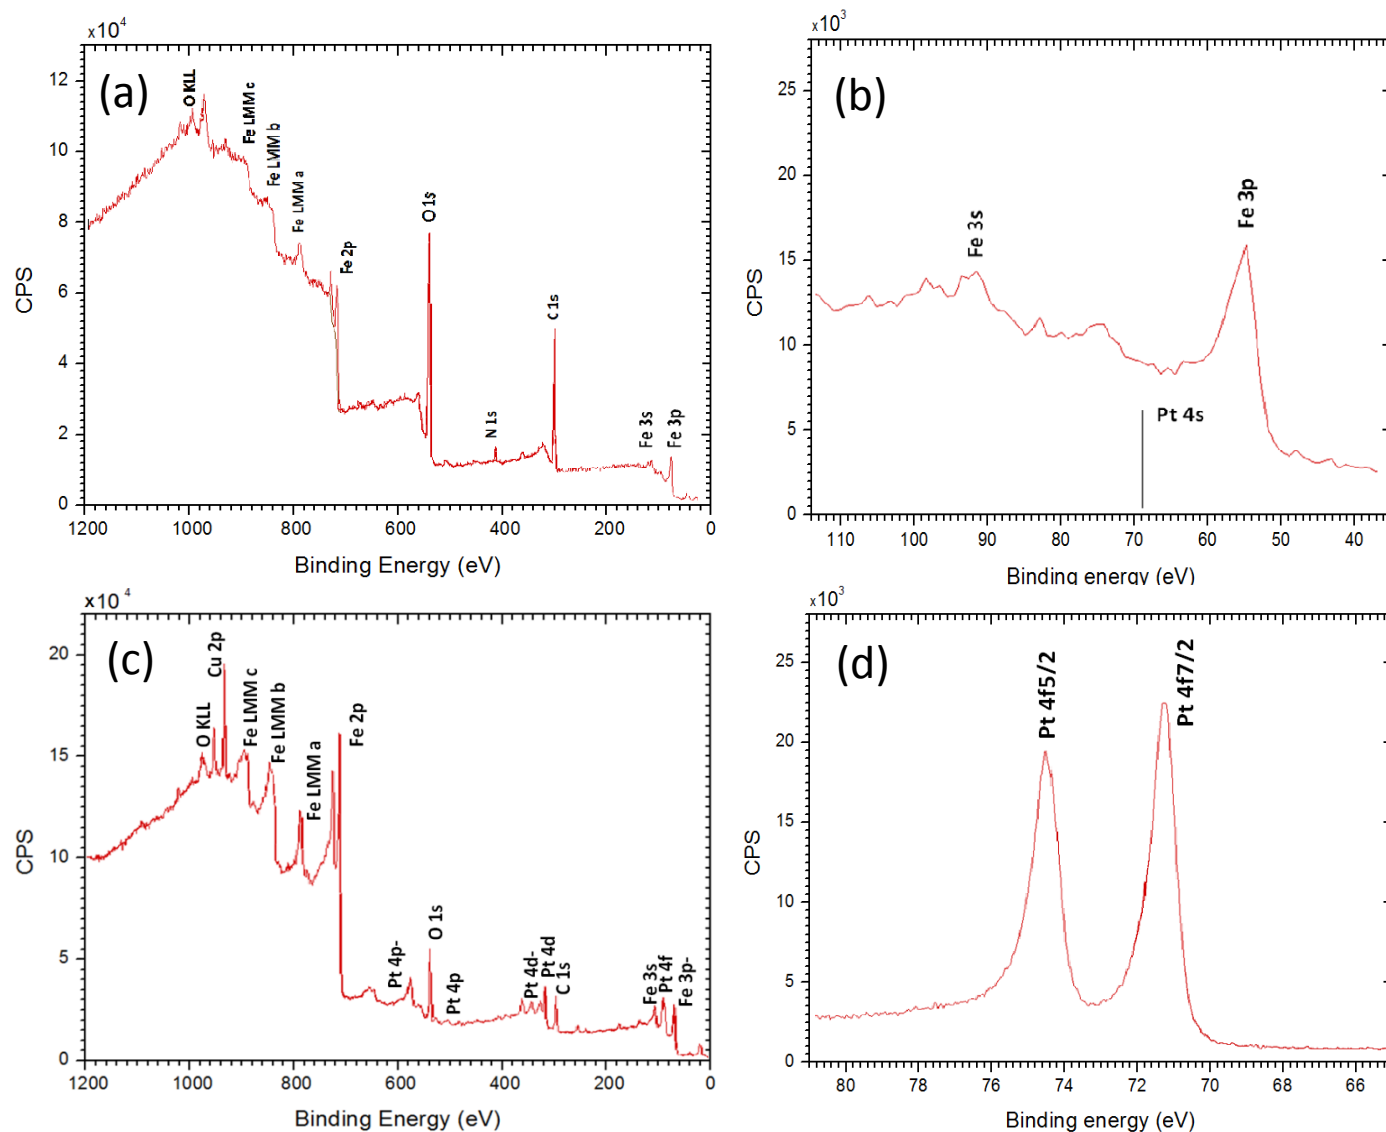 ×10⁴
(a)
12
10
8
6
4
2
0
CPS
O KLL
Fe LMM c
Fe LMM b
Fe LMM a
Fe 2p
O 1s
N 1s
C 1s
Fe 3s
Fe 3p
1200 1000 800 600 400 200 0
Binding Energy (eV)
×10³
(b)
25
20
15
10
5
0
CPS
Fe 3s
Fe 3p
Pt 4s
110 100 90 80 70 60 50 40
Binding energy (eV)
×10⁴
(c)
20
15
10
5
0
CPS
O KLL
Cu 2p
Fe LMM c
Fe LMM b
Fe LMM a
Fe 2p
Pt 4p-
O 1s
Pt 4p
Pt 4d-
Pt 4d
C 1s
Fe 3s
Pt 4f
Fe 3p-
1200 1000 800 600 400 200 0
Binding Energy (eV)
×10³
(d)
25
20
15
10
5
0
CPS
Pt 4f5/2
Pt 4f7/2
80 78 76 74 72 70 68 66
Binding energy (eV)